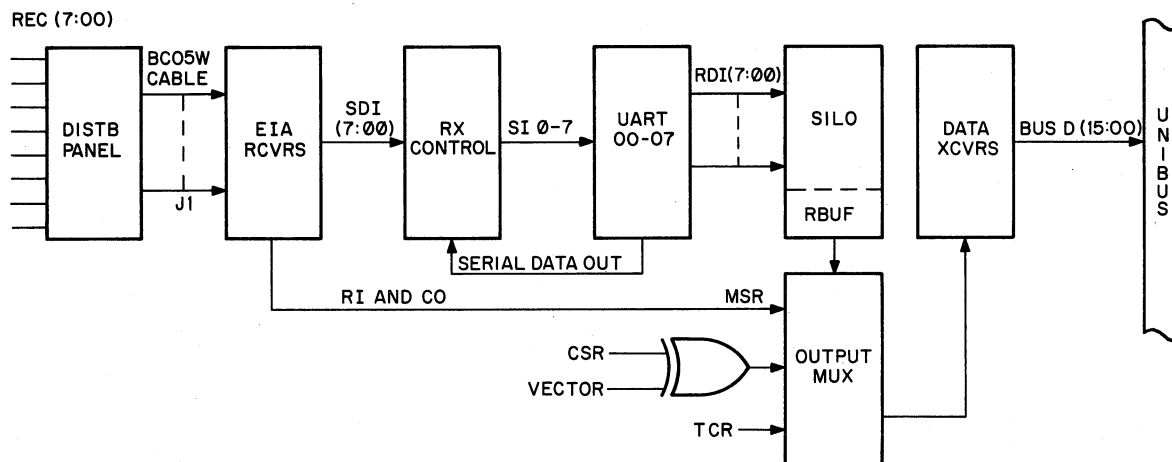 REC (7:00)
BC05W
CABLE
DISTB
PANEL
J1
EIA
RCVRS
SDI
(7:00)
RX
CONTROL
SI 0-7
UART
00-07
RDI(7:00)
SILO
RBUF
DATA
XCVRS
BUS D (15:00)
UNIBUS
SERIAL DATA OUT
RI AND CO
MSR
CSR
VECTOR
TCR
OUTPUT
MUX